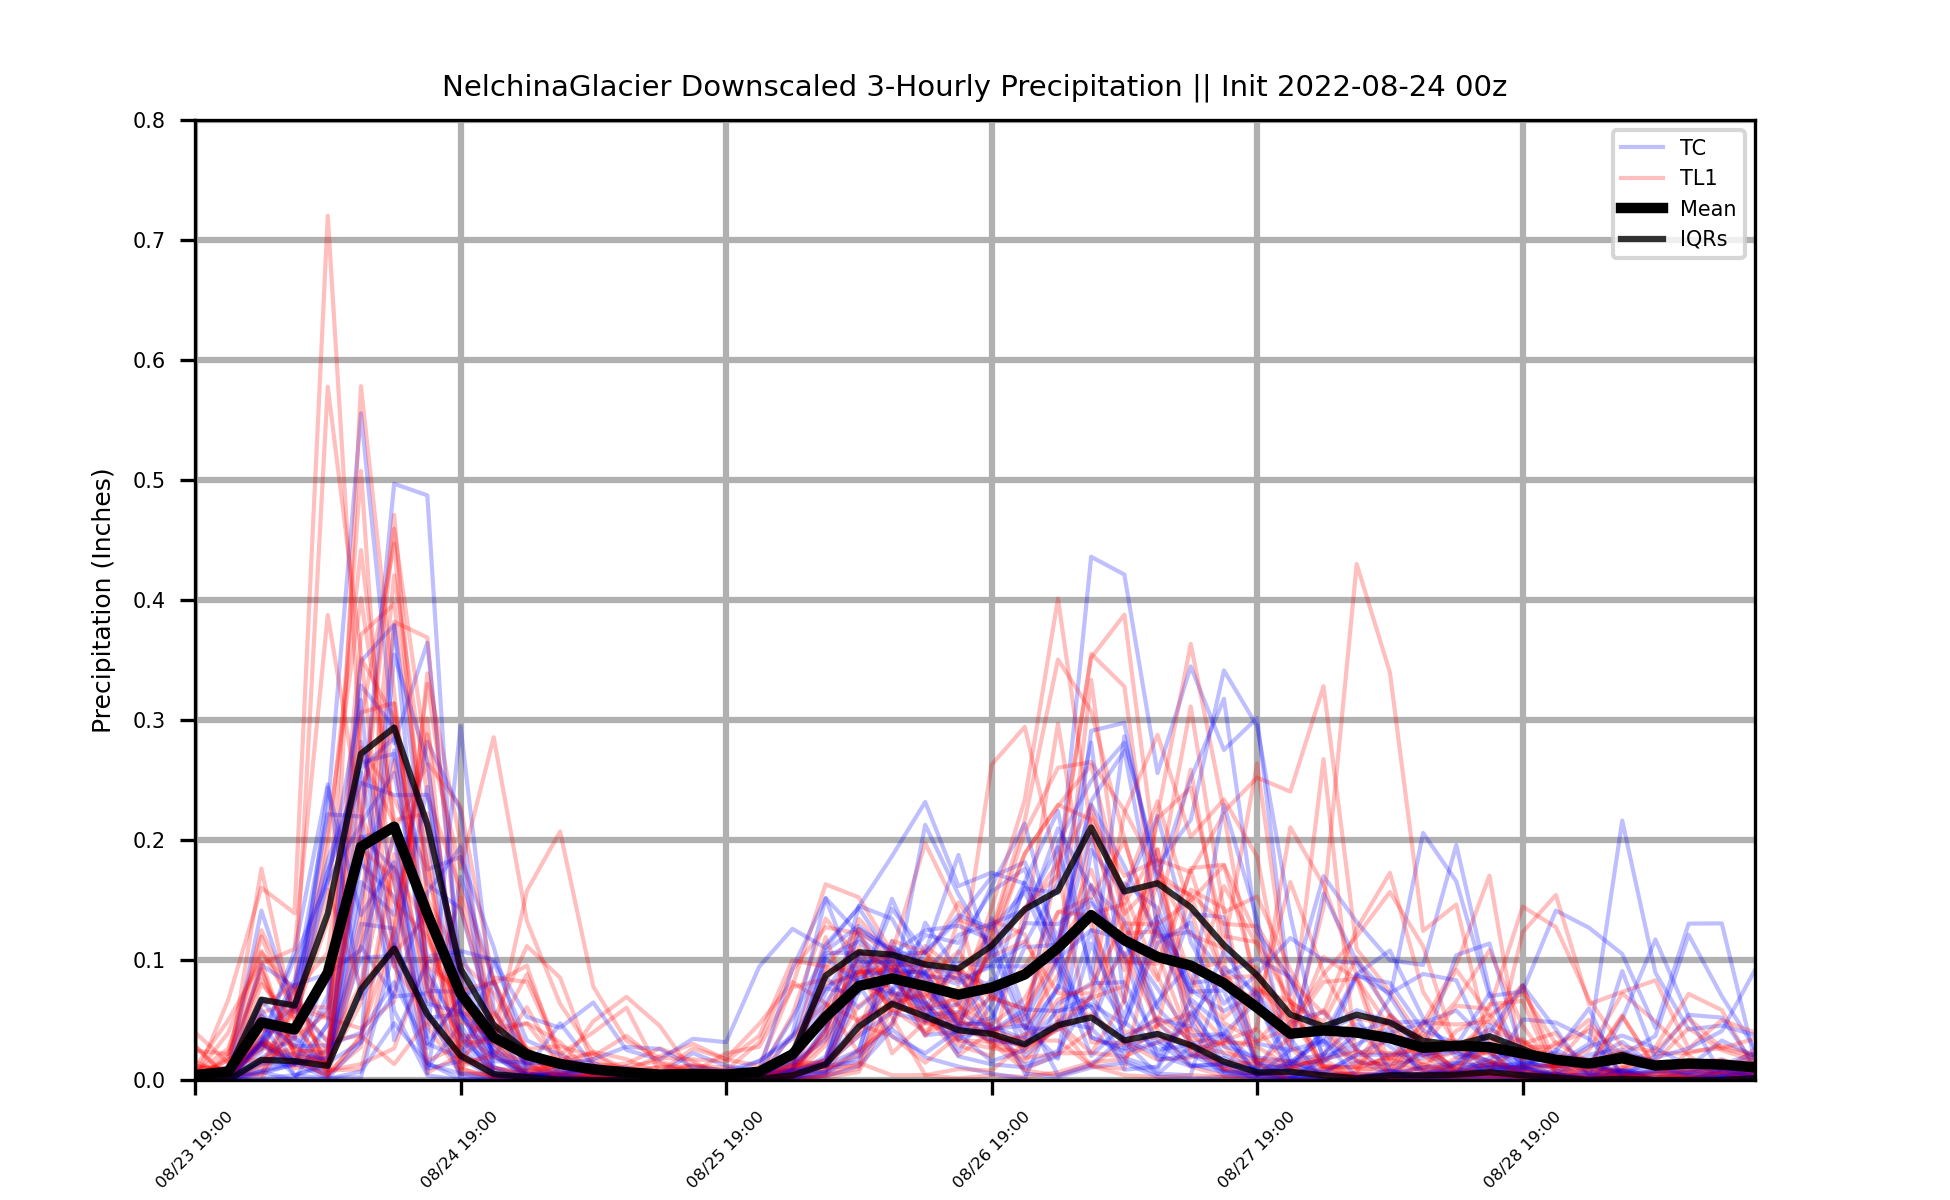 NelchinaGlacier Downscaled 3-Hourly Precipitation || Init 2022-08-24 00z
TC
TL1
Mean
IQRs
Precipitation (Inches)
0.8
0.7
0.6
0.5
0.4
0.3
0.2
0.1
0.0
08/23 19:00
08/24 19:00
08/25 19:00
08/26 19:00
08/27 19:00
08/28 19:00